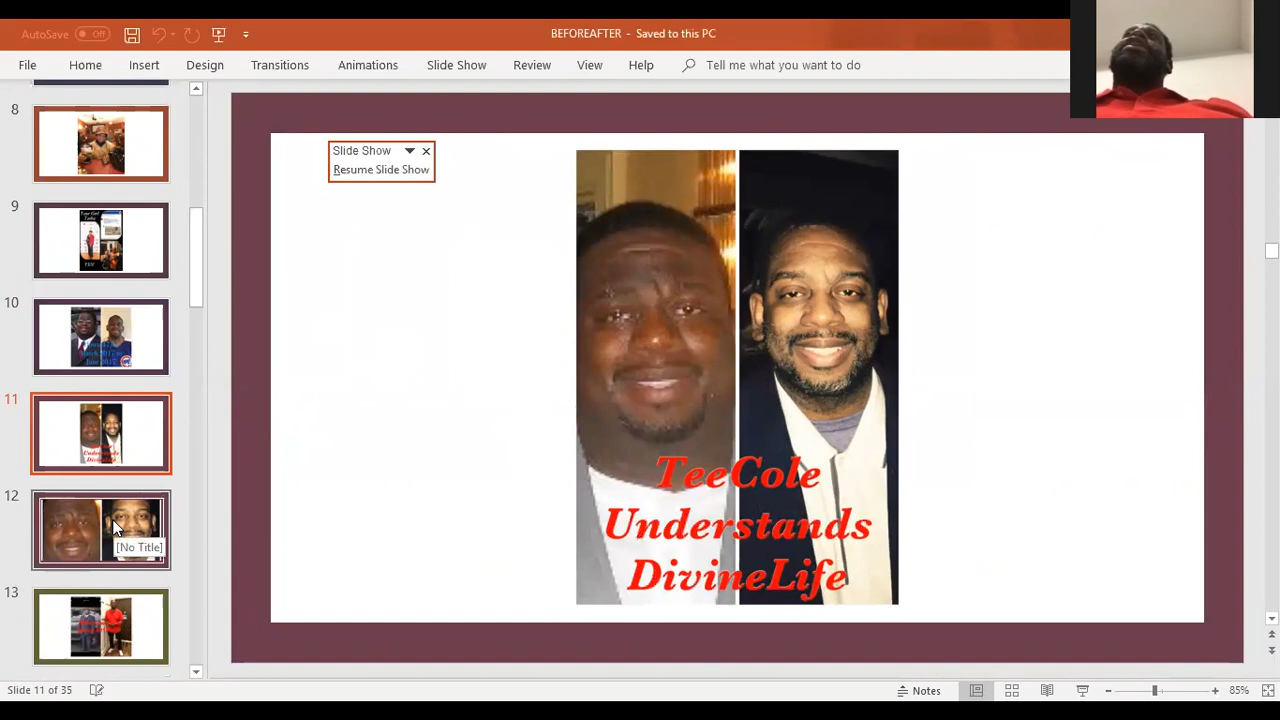 AutoSave Off
BEFOREAFTER - Saved to this PC
File Home Insert Design Transitions Animations Slide Show Review View Help Tell me what you want to do
8
9
10
11
12
[No Title]
13
Slide Show
Resume Slide Show
TeeCole
Understands
DivineLife
Slide 11 of 35
Notes
85%